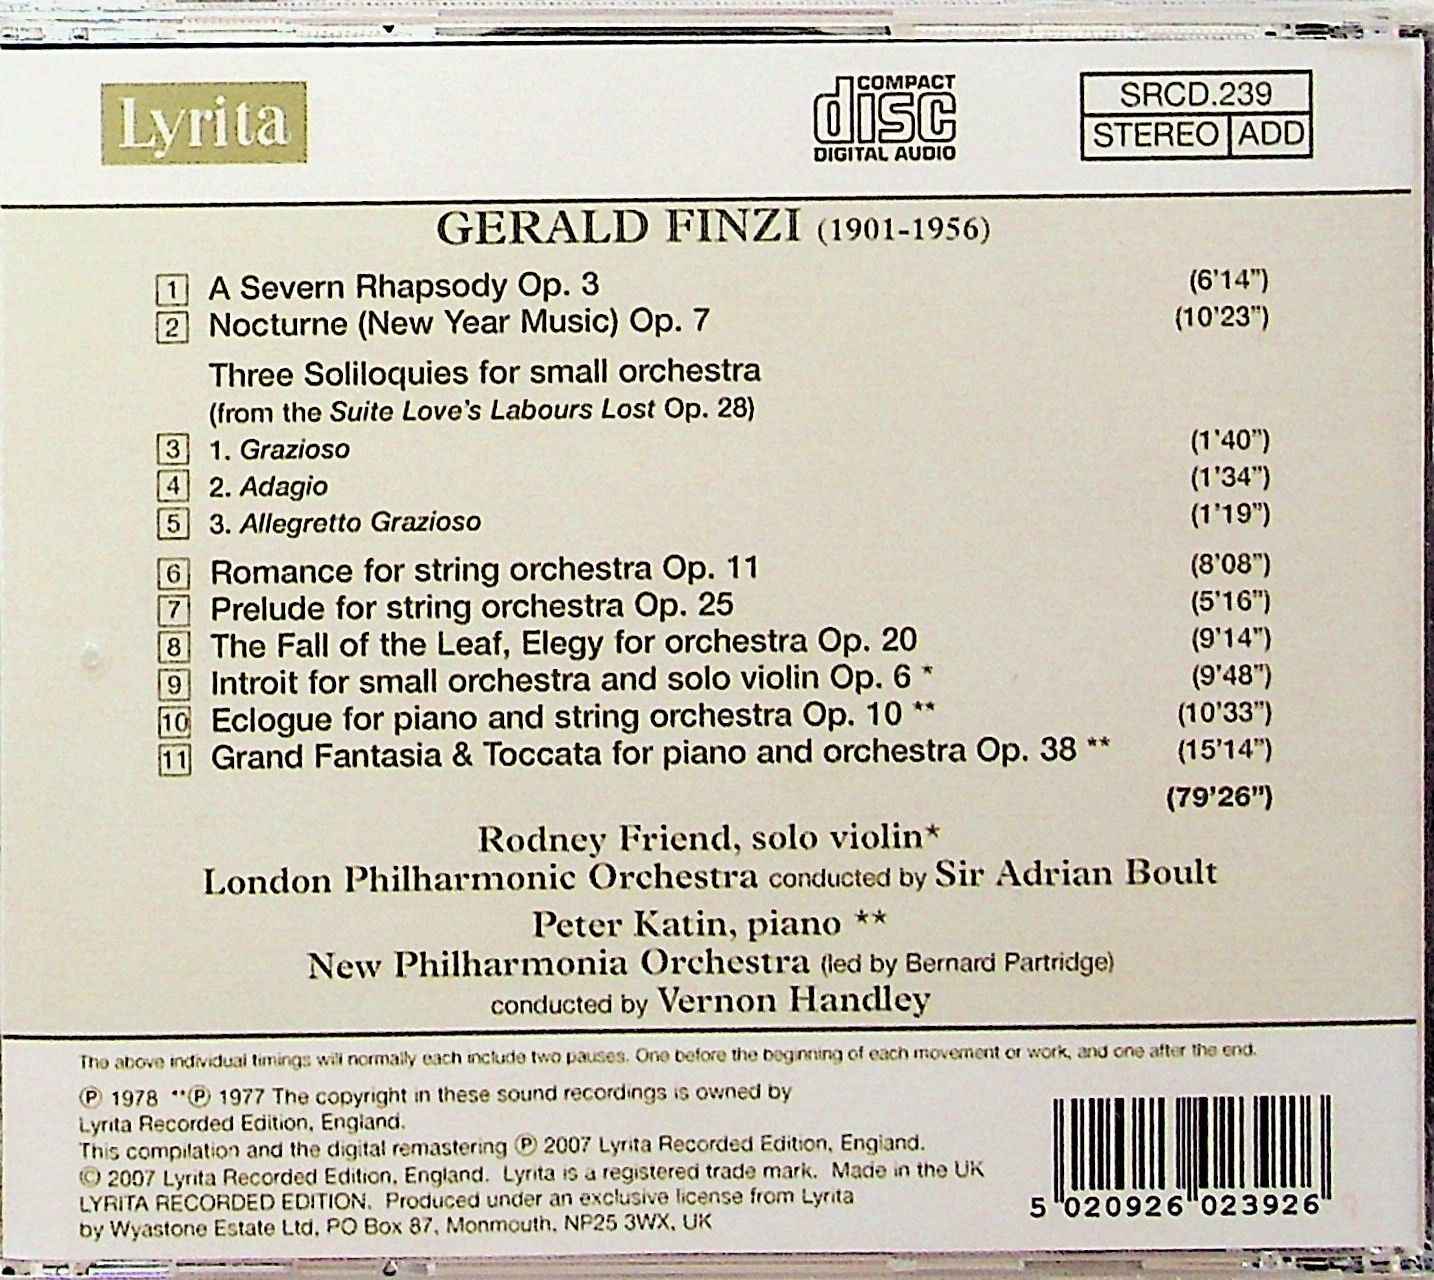 Lyrita
COMPACT
disc
DIGITAL AUDIO
SRCD.239
STEREO ADD
GERALD FINZI (1901-1956)
1 A Severn Rhapsody Op. 3 (6'14")
2 Nocturne (New Year Music) Op. 7 (10'23")
Three Soliloquies for small orchestra
(from the Suite Love's Labours Lost Op. 28)
3 1. Grazioso (1'40")
4 2. Adagio (1'34")
5 3. Allegretto Grazioso (1'19")
6 Romance for string orchestra Op. 11 (8'08")
7 Prelude for string orchestra Op. 25 (5'16")
8 The Fall of the Leaf, Elegy for orchestra Op. 20 (9'14")
9 Introit for small orchestra and solo violin Op. 6 * (9'48")
10 Eclogue for piano and string orchestra Op. 10 ** (10'33")
11 Grand Fantasia & Toccata for piano and orchestra Op. 38 ** (15'14")
(79'26")
Rodney Friend, solo violin*
London Philharmonic Orchestra conducted by Sir Adrian Boult
Peter Katin, piano **
New Philharmonia Orchestra (led by Bernard Partridge)
conducted by Vernon Handley
The above individual timings will normally each include two pauses. One before the beginning of each movement or work, and one after the end.
℗ 1978 **℗ 1977 The copyright in these sound recordings is owned by
Lyrita Recorded Edition, England.
This compilation and the digital remastering ℗ 2007 Lyrita Recorded Edition, England.
© 2007 Lyrita Recorded Edition, England. Lyrita is a registered trade mark. Made in the UK
LYRITA RECORDED EDITION. Produced under an exclusive license from Lyrita
by Wyastone Estate Ltd, PO Box 87, Monmouth, NP25 3WX, UK
5 020926 023926